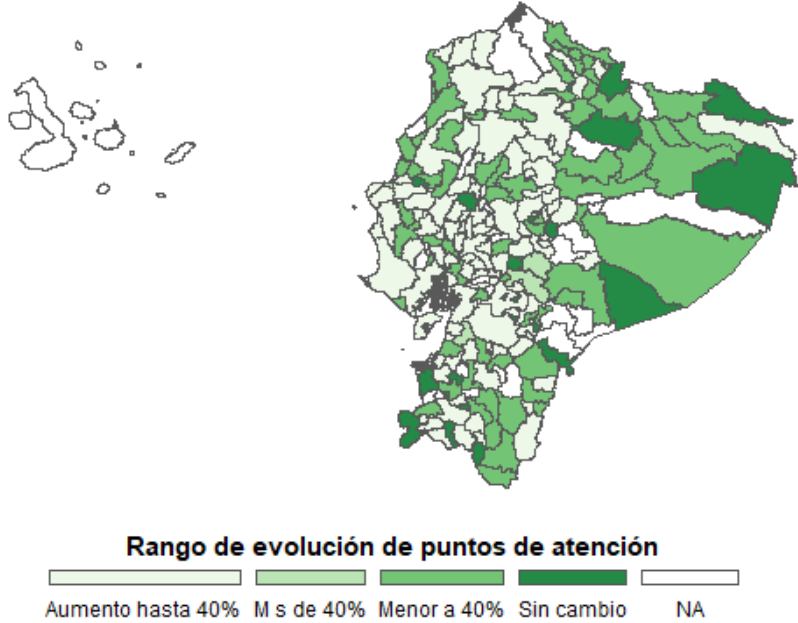 Rango de evolución de puntos de atención
Aumento hasta 40% M s de 40% Menor a 40% Sin cambio NA